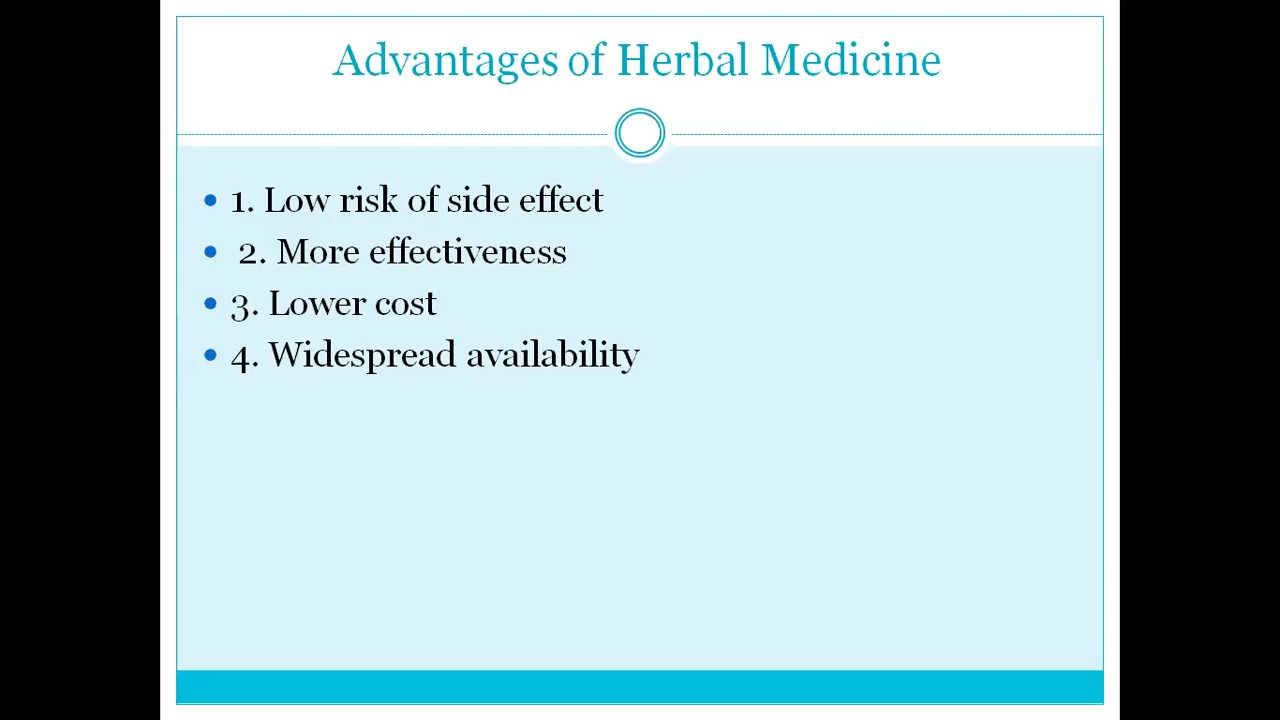 Advantages of Herbal Medicine
1. Low risk of side effect
2. More effectiveness
3. Lower cost
4. Widespread availability